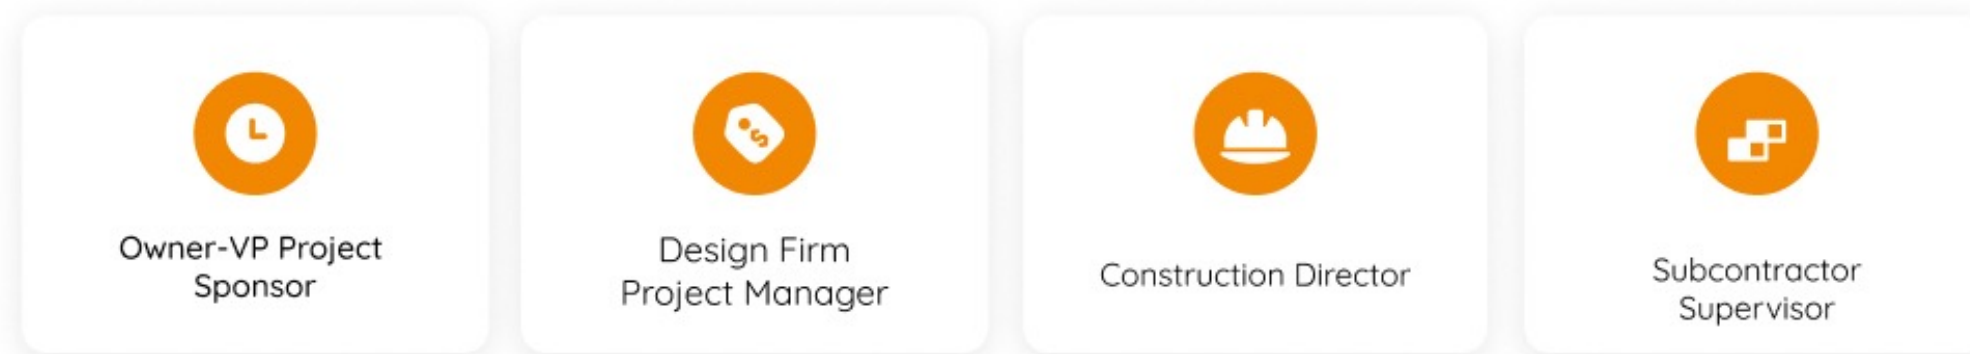 Owner-VP Project
Sponsor
Design Firm
Project Manager
Construction Director
Subcontractor
Supervisor